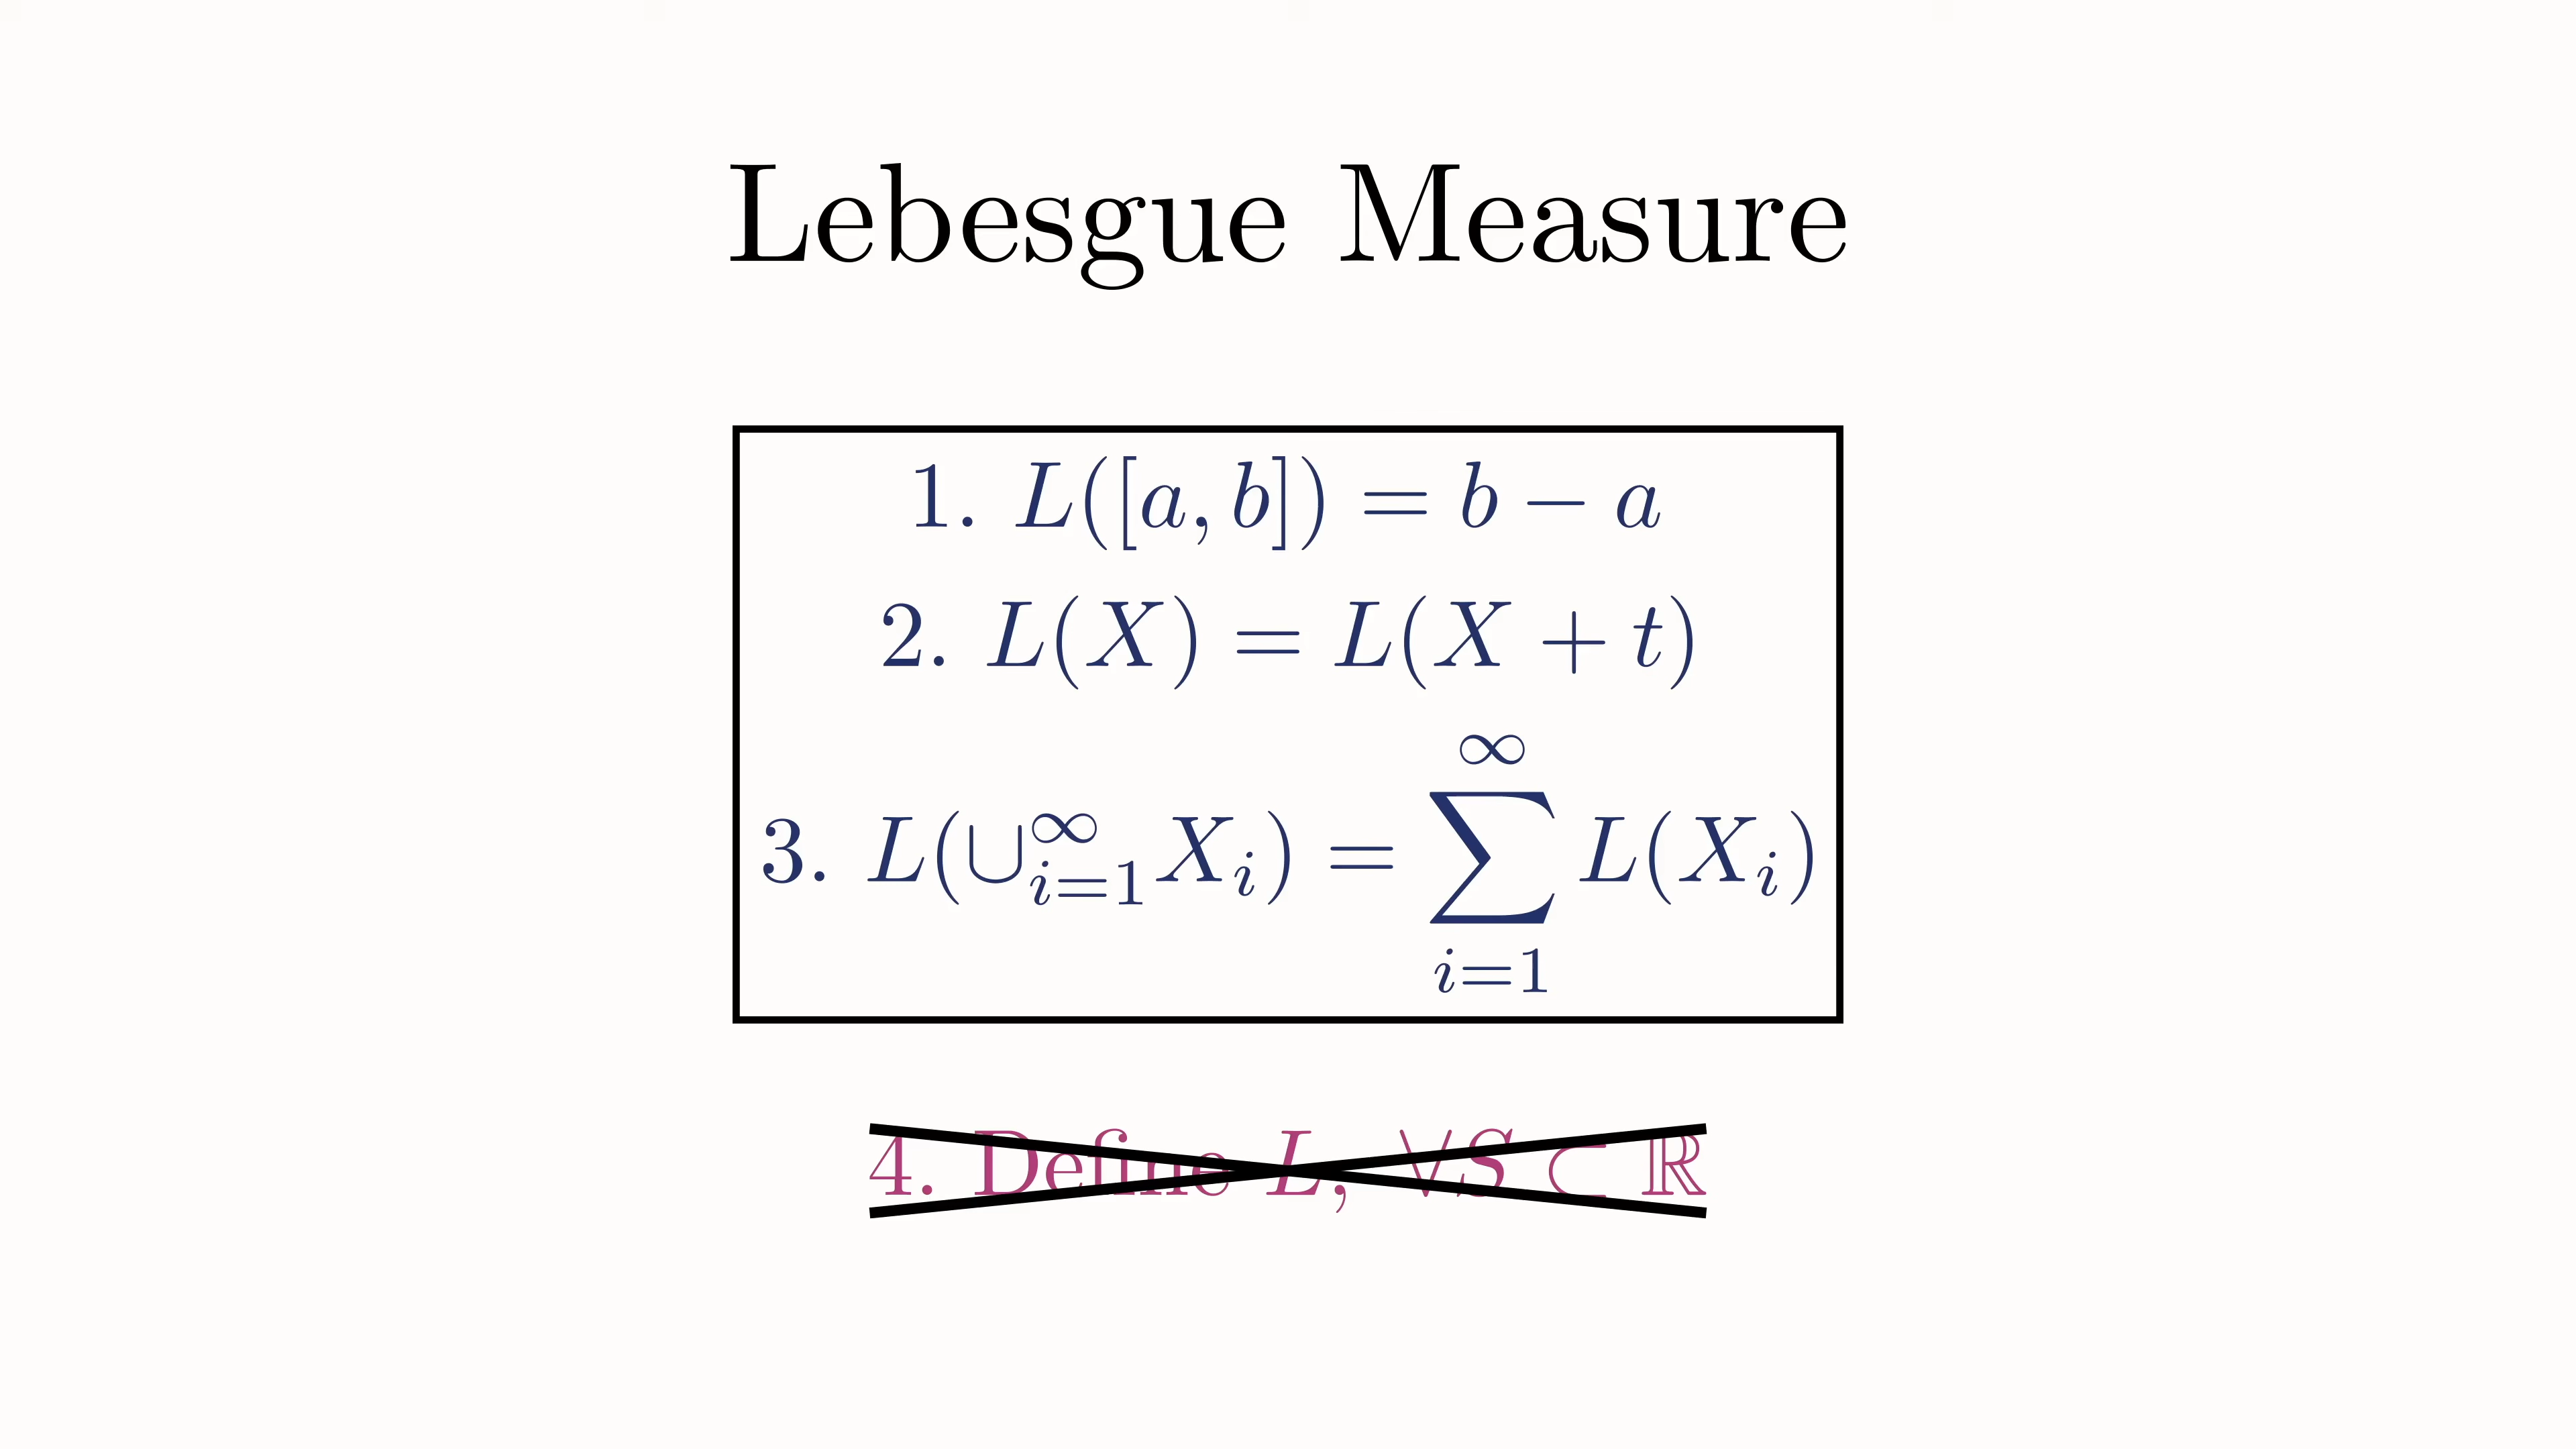 Lebesgue Measure
1. L([a, b]) = b − a
2. L(X) = L(X + t)
3. L(∪_{i=1}^{∞} X_i) = ∑_{i=1}^{∞} L(X_i)
4. Define L, ∀S ⊂ ℝ